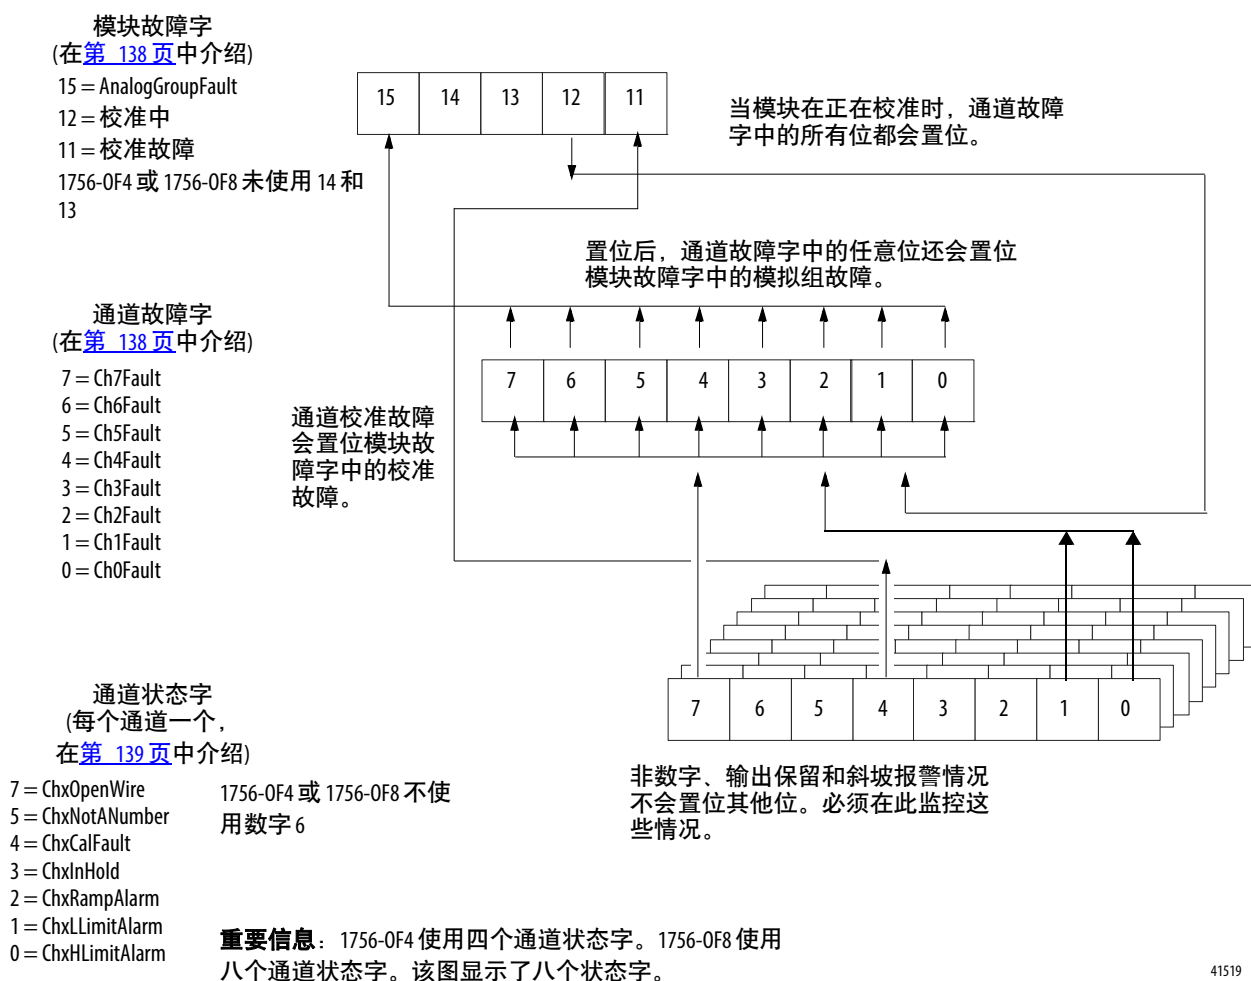 模块故障字
(在第 138 页中介绍)
15 = AnalogGroupFault
12 = 校准中
11 = 校准故障
1756-OF4 或 1756-OF8 未使用 14 和
13
15 14 13 12 11
当模块在正在校准时，通道故障
字中的所有位都会置位。
置位后，通道故障字中的任意位还会置位
模块故障字中的模拟组故障。
通道故障字
(在第 138 页中介绍)
7 = Ch7Fault
6 = Ch6Fault
5 = Ch5Fault
4 = Ch4Fault
3 = Ch3Fault
2 = Ch2Fault
1 = Ch1Fault
0 = Ch0Fault
7 6 5 4 3 2 1 0
通道校准故障
会置位模块故
障字中的校准
故障。
7 6 5 4 3 2 1 0
通道状态字
(每个通道一个，
在第 139 页中介绍)
7 = ChxOpenWire
5 = ChxNotANumber
4 = ChxCalFault
3 = ChxInHold
2 = ChxRampAlarm
1 = ChxLLimitAlarm
0 = ChxHLimitAlarm
1756-OF4 或 1756-OF8 不使
用数字 6
非数字、输出保留和斜坡报警情况
不会置位其他位。必须在此监控这
些情况。
重要信息：1756-OF4 使用四个通道状态字。1756-OF8 使用
八个通道状态字。该图显示了八个状态字。
41519